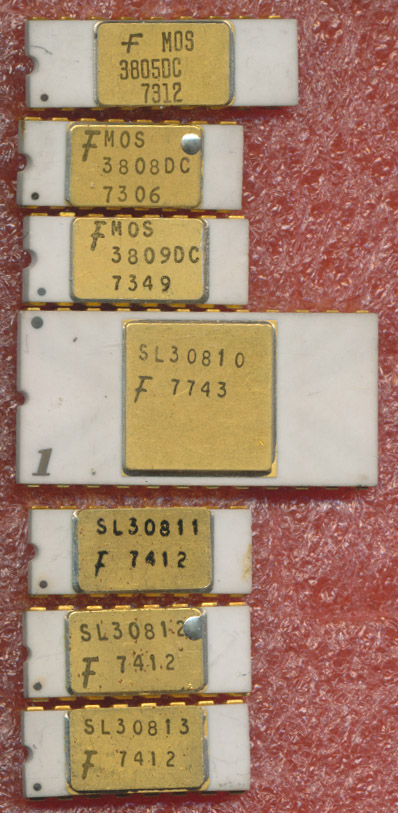 F MOS
3805DC
7312
F MOS
3808DC
7306
F MOS
3809DC
7349
SL30810
F 7743
1
SL30811
F 7412
SL30812
F 7412
SL30813
F 7412